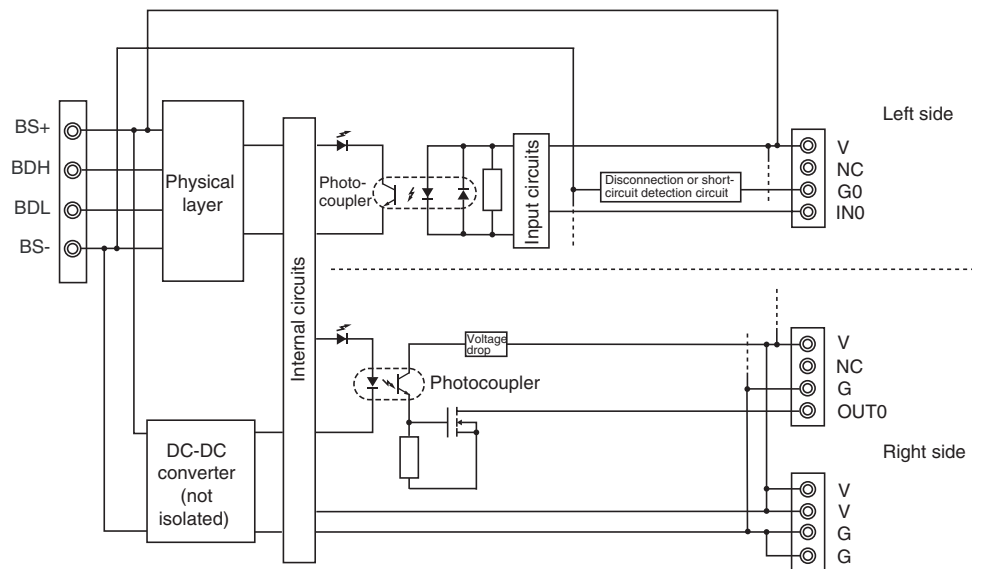 BS+
BDH
BDL
BS-
Physical
layer
Internal circuits
Photo-
coupler
Input circuits
Disconnection or short-
circuit detection circuit
Left side
V
NC
G0
IN0
DC-DC
converter
(not
isolated)
Photocoupler
Voltage
drop
V
NC
G
OUT0
Right side
V
V
G
G